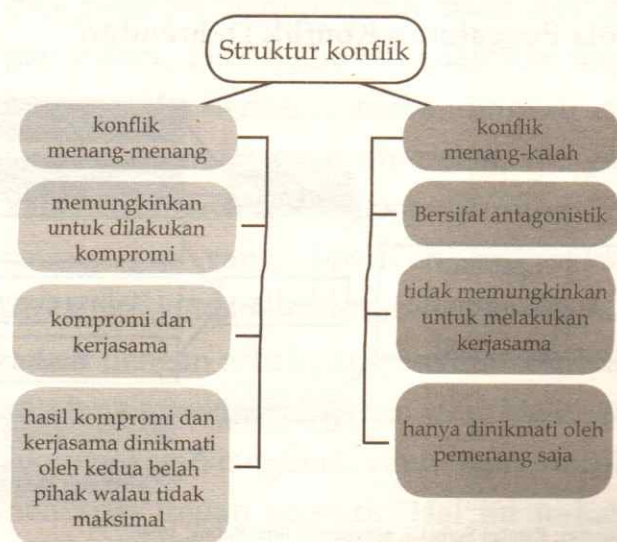 Struktur konflik
konflik
menang-menang
memungkinkan
untuk dilakukan
kompromi
kompromi dan
kerjasama
hasil kompromi dan
kerjasama dinikmati
oleh kedua belah
pihak walau tidak
maksimal
konflik
menang-kalah
Bersifat antagonistik
tidak memungkinkan
untuk melakukan
kerjasama
hanya dinikmati oleh
pemenang saja